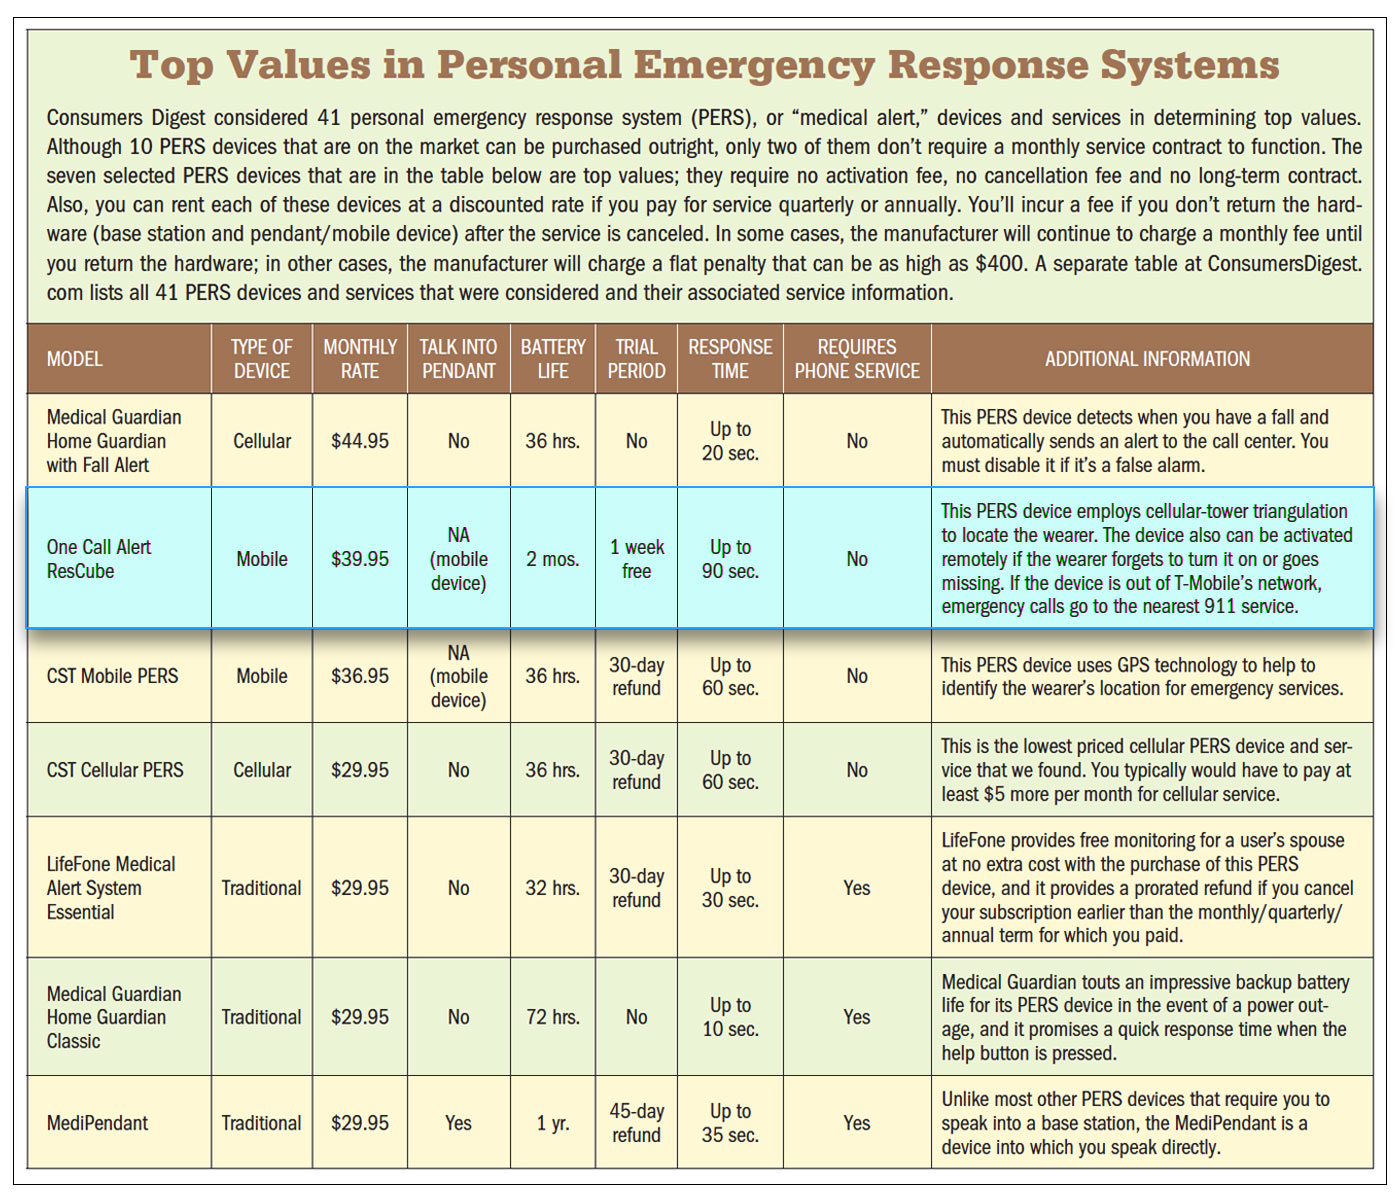 Top Values in Personal Emergency Response Systems
Consumers Digest considered 41 personal emergency response system (PERS), or “medical alert,” devices and services in determining top values.
Although 10 PERS devices that are on the market can be purchased outright, only two of them don’t require a monthly service contract to function. The
seven selected PERS devices that are in the table below are top values; they require no activation fee, no cancellation fee and no long-term contract.
Also, you can rent each of these devices at a discounted rate if you pay for service quarterly or annually. You’ll incur a fee if you don’t return the hard-
ware (base station and pendant/mobile device) after the service is canceled. In some cases, the manufacturer will continue to charge a monthly fee until
you return the hardware; in other cases, the manufacturer will charge a flat penalty that can be as high as $400. A separate table at ConsumersDigest.
com lists all 41 PERS devices and services that were considered and their associated service information.
MODEL
TYPE OF
DEVICE
MONTHLY
RATE
TALK INTO
PENDANT
BATTERY
LIFE
TRIAL
PERIOD
RESPONSE
TIME
REQUIRES
PHONE SERVICE
ADDITIONAL INFORMATION
Medical Guardian
Home Guardian
with Fall Alert
Cellular
$44.95
No
36 hrs.
No
Up to
20 sec.
No
This PERS device detects when you have a fall and
automatically sends an alert to the call center. You
must disable it if it’s a false alarm.
One Call Alert
ResCube
Mobile
$39.95
NA
(mobile
device)
2 mos.
1 week
free
Up to
90 sec.
No
This PERS device employs cellular-tower triangulation
to locate the wearer. The device also can be activated
remotely if the wearer forgets to turn it on or goes
missing. If the device is out of T-Mobile’s network,
emergency calls go to the nearest 911 service.
CST Mobile PERS
Mobile
$36.95
NA
(mobile
device)
36 hrs.
30-day
refund
Up to
60 sec.
No
This PERS device uses GPS technology to help to
identify the wearer’s location for emergency services.
CST Cellular PERS
Cellular
$29.95
No
36 hrs.
30-day
refund
Up to
60 sec.
No
This is the lowest priced cellular PERS device and ser-
vice that we found. You typically would have to pay at
least $5 more per month for cellular service.
LifeFone Medical
Alert System
Essential
Traditional
$29.95
No
32 hrs.
30-day
refund
Up to
30 sec.
Yes
LifeFone provides free monitoring for a user’s spouse
at no extra cost with the purchase of this PERS
device, and it provides a prorated refund if you cancel
your subscription earlier than the monthly/quarterly/
annual term for which you paid.
Medical Guardian
Home Guardian
Classic
Traditional
$29.95
No
72 hrs.
No
Up to
10 sec.
Yes
Medical Guardian touts an impressive backup battery
life for its PERS device in the event of a power out-
age, and it promises a quick response time when the
help button is pressed.
MediPendant
Traditional
$29.95
Yes
1 yr.
45-day
refund
Up to
35 sec.
Yes
Unlike most other PERS devices that require you to
speak into a base station, the MediPendant is a
device into which you speak directly.